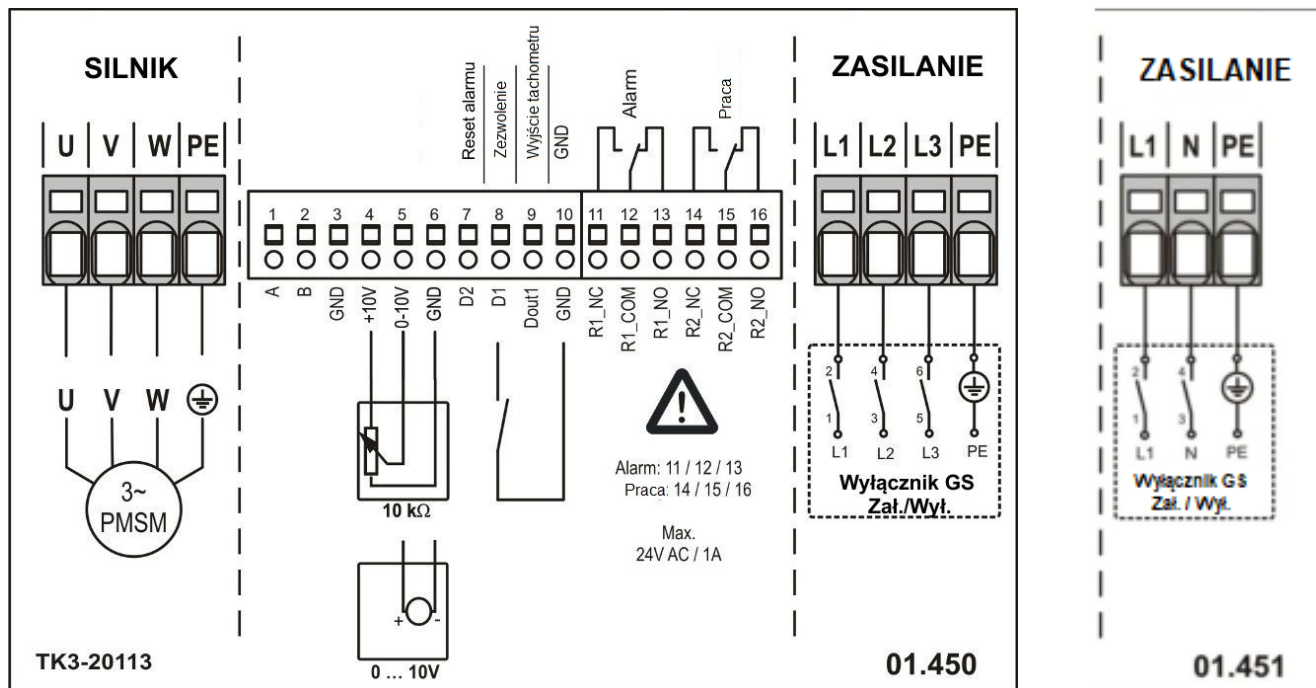 SILNIK
U V W PE
U V W
3~
PMSM
TK3-20113
Reset alarmu
Zezwolenie
Wyjście tachometru
GND
Alarm
Praca
1 2 3 4 5 6 7 8 9 10 11 12 13 14 15 16
A
B
GND
+10V
0-10V
GND
D2
D1
Dout1
GND
R1_NC
R1_COM
R1_NO
R2_NC
R2_COM
R2_NO
10 kΩ
+ -
0 ... 10V
Alarm: 11 / 12 / 13
Praca: 14 / 15 / 16
Max.
24V AC / 1A
ZASILANIE
L1 L2 L3 PE
2 4 6
1 3 5
L1 L2 L3 PE
Wyłącznik GS
Zał./Wył.
01.450
ZASILANIE
L1 N PE
2 4
1 3
L1 N PE
Wyłącznik GS
Zał. / Wył.
01.451